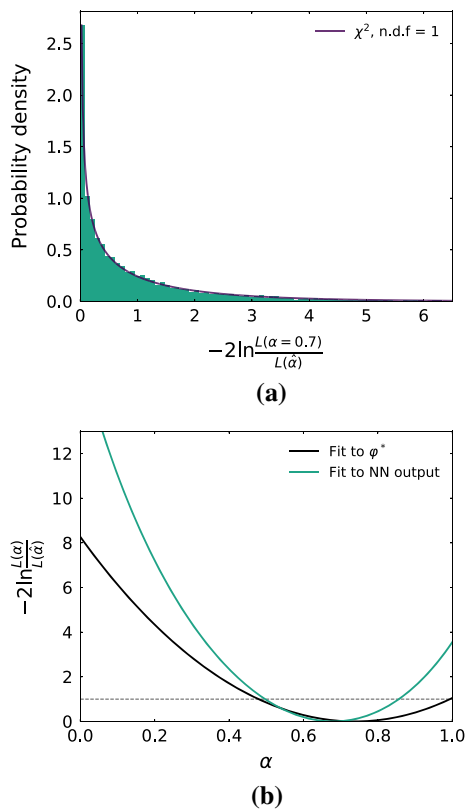 χ², n.d.f = 1
Probability density
2.5
2.0
1.5
1.0
0.5
0.0
0 1 2 3 4 5 6
−2ln L(α = 0.7)/L(α̂)
(a)
Fit to φ*
Fit to NN output
−2ln L(α)/L(α̂)
12
10
8
6
4
2
0
0.0 0.2 0.4 0.6 0.8 1.0
α
(b)